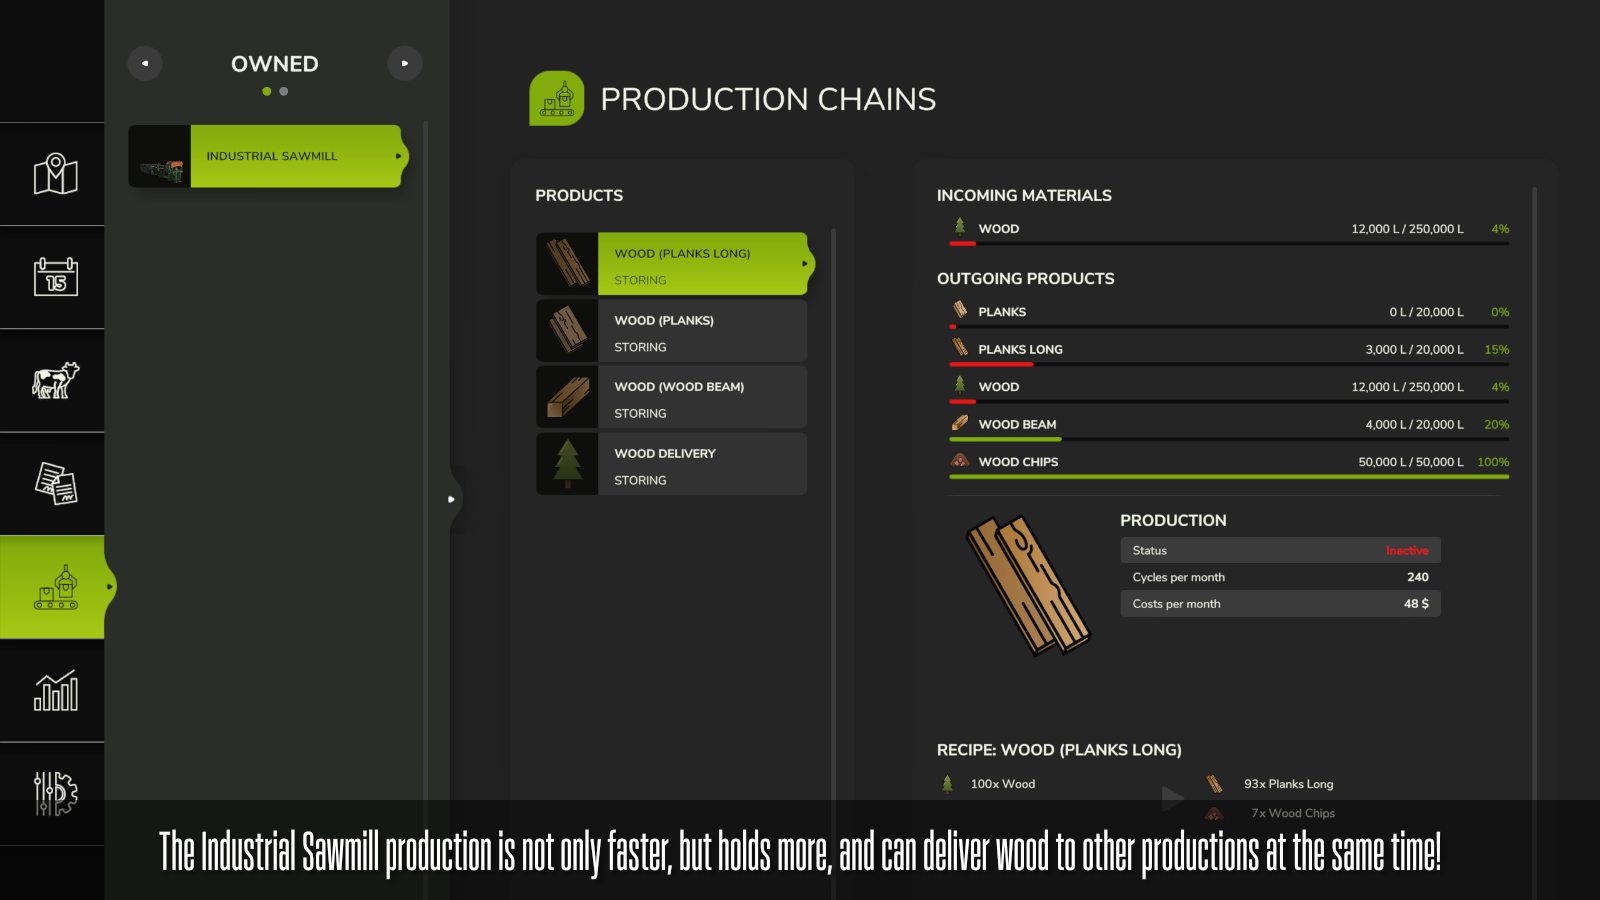 OWNED
INDUSTRIAL SAWMILL
15
PRODUCTION CHAINS
PRODUCTS
WOOD (PLANKS LONG)
STORING
WOOD (PLANKS)
STORING
WOOD (WOOD BEAM)
STORING
WOOD DELIVERY
STORING
INCOMING MATERIALS
WOOD 12,000 L / 250,000 L 4%
OUTGOING PRODUCTS
PLANKS 0 L / 20,000 L 0%
PLANKS LONG 3,000 L / 20,000 L 15%
WOOD 12,000 L / 250,000 L 4%
WOOD BEAM 4,000 L / 20,000 L 20%
WOOD CHIPS 50,000 L / 50,000 L 100%
PRODUCTION
Status Inactive
Cycles per month 240
Costs per month 48 $
RECIPE: WOOD (PLANKS LONG)
100x Wood 93x Planks Long
7x Wood Chips
The Industrial Sawmill production is not only faster, but holds more, and can deliver wood to other productions at the same time!